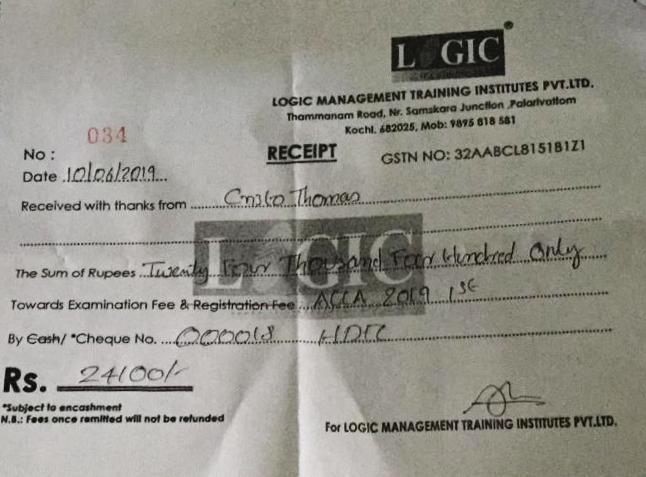 LOGIC
LOGIC MANAGEMENT TRAINING INSTITUTES PVT.LTD.
Thammanam Road, Nr. Samskara Junction ,Palarivattom
Kochi. 682025, Mob: 9895 818 581
034
No :
RECEIPT
GSTN NO: 32AABCL8151B1Z1
Date 10/06/2019
Received with thanks from Thomas
LOGIC
The Sum of Rupees Twenty Four Thousand Four Hundred Only
Towards Examination Fee & Registration Fee ACCA 2019 1st
By Cash/ *Cheque No. 000018 HDFC
Rs. 24100/-
*Subject to encashment
N.B.: Fees once remitted will not be refunded
For LOGIC MANAGEMENT TRAINING INSTITUTES PVT.LTD.